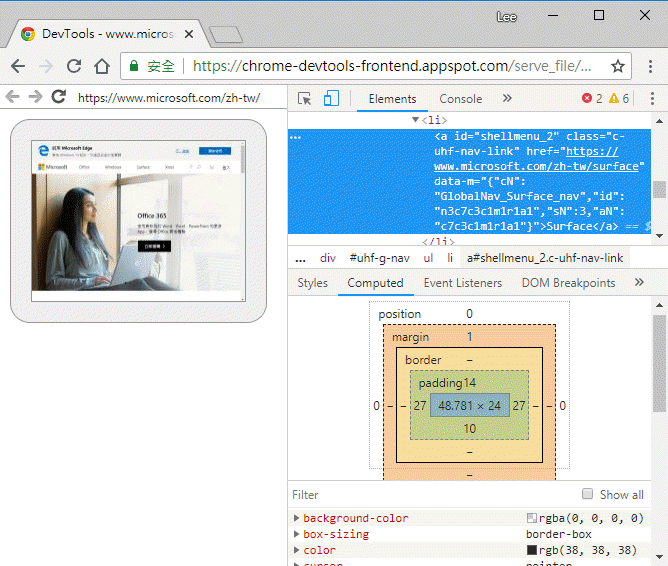 Lee
DevTools - www.micros
安全 https://chrome-devtools-frontend.appspot.com/serve_file/...
https://www.microsoft.com/zh-tw/
Elements Console » 2 6
Microsoft Edge
Microsoft Office Windows Surface Xbox 登入
Office 365
<li>
... <a id="shellmenu_2" class="c-
uhf-nav-link" href="https://
www.microsoft.com/zh-tw/surface"
data-m="{"cN":
"GlobalNav_Surface_nav","id":
"n3c7c3c1m1r1a1","sN":3,"aN":
"c7c3c1m1r1a1"}">Surface</a> == $
</li>
... div #uhf-g-nav ul li a#shellmenu_2.c-uhf-nav-link
Styles Computed Event Listeners DOM Breakpoints »
position 0
margin 1
border –
padding14
0 – – 27 48.781 × 24 27 – – 0
10
–
–
Filter Show all
background-color rgba(0, 0, 0, 0)
box-sizing border-box
color rgb(38, 38, 38)
cursor pointer